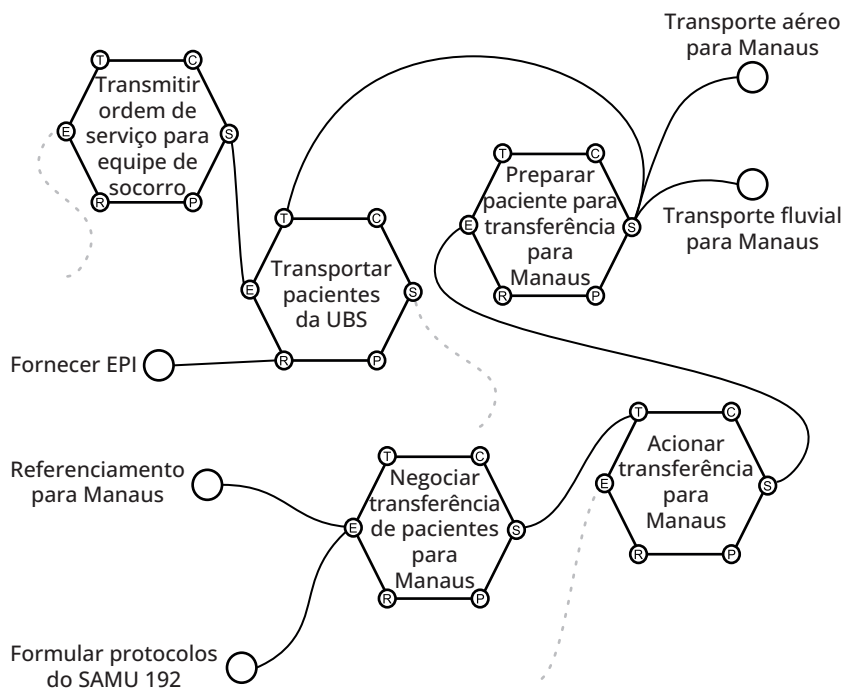 Transporte aéreo
para Manaus
T
C
Transmitir
ordem de
serviço para
equipe de
socorro
E
S
R
P
T
C
Preparar
paciente para
transferência
para
Manaus
E
S
R
P
Transporte fluvial
para Manaus
T
C
Transportar
pacientes
da UBS
E
S
R
P
Fornecer EPI
T
C
Acionar
transferência
para
Manaus
E
S
R
P
Referenciamento
para Manaus
T
C
Negociar
transferência
de pacientes
para
Manaus
E
S
R
P
Formular protocolos
do SAMU 192